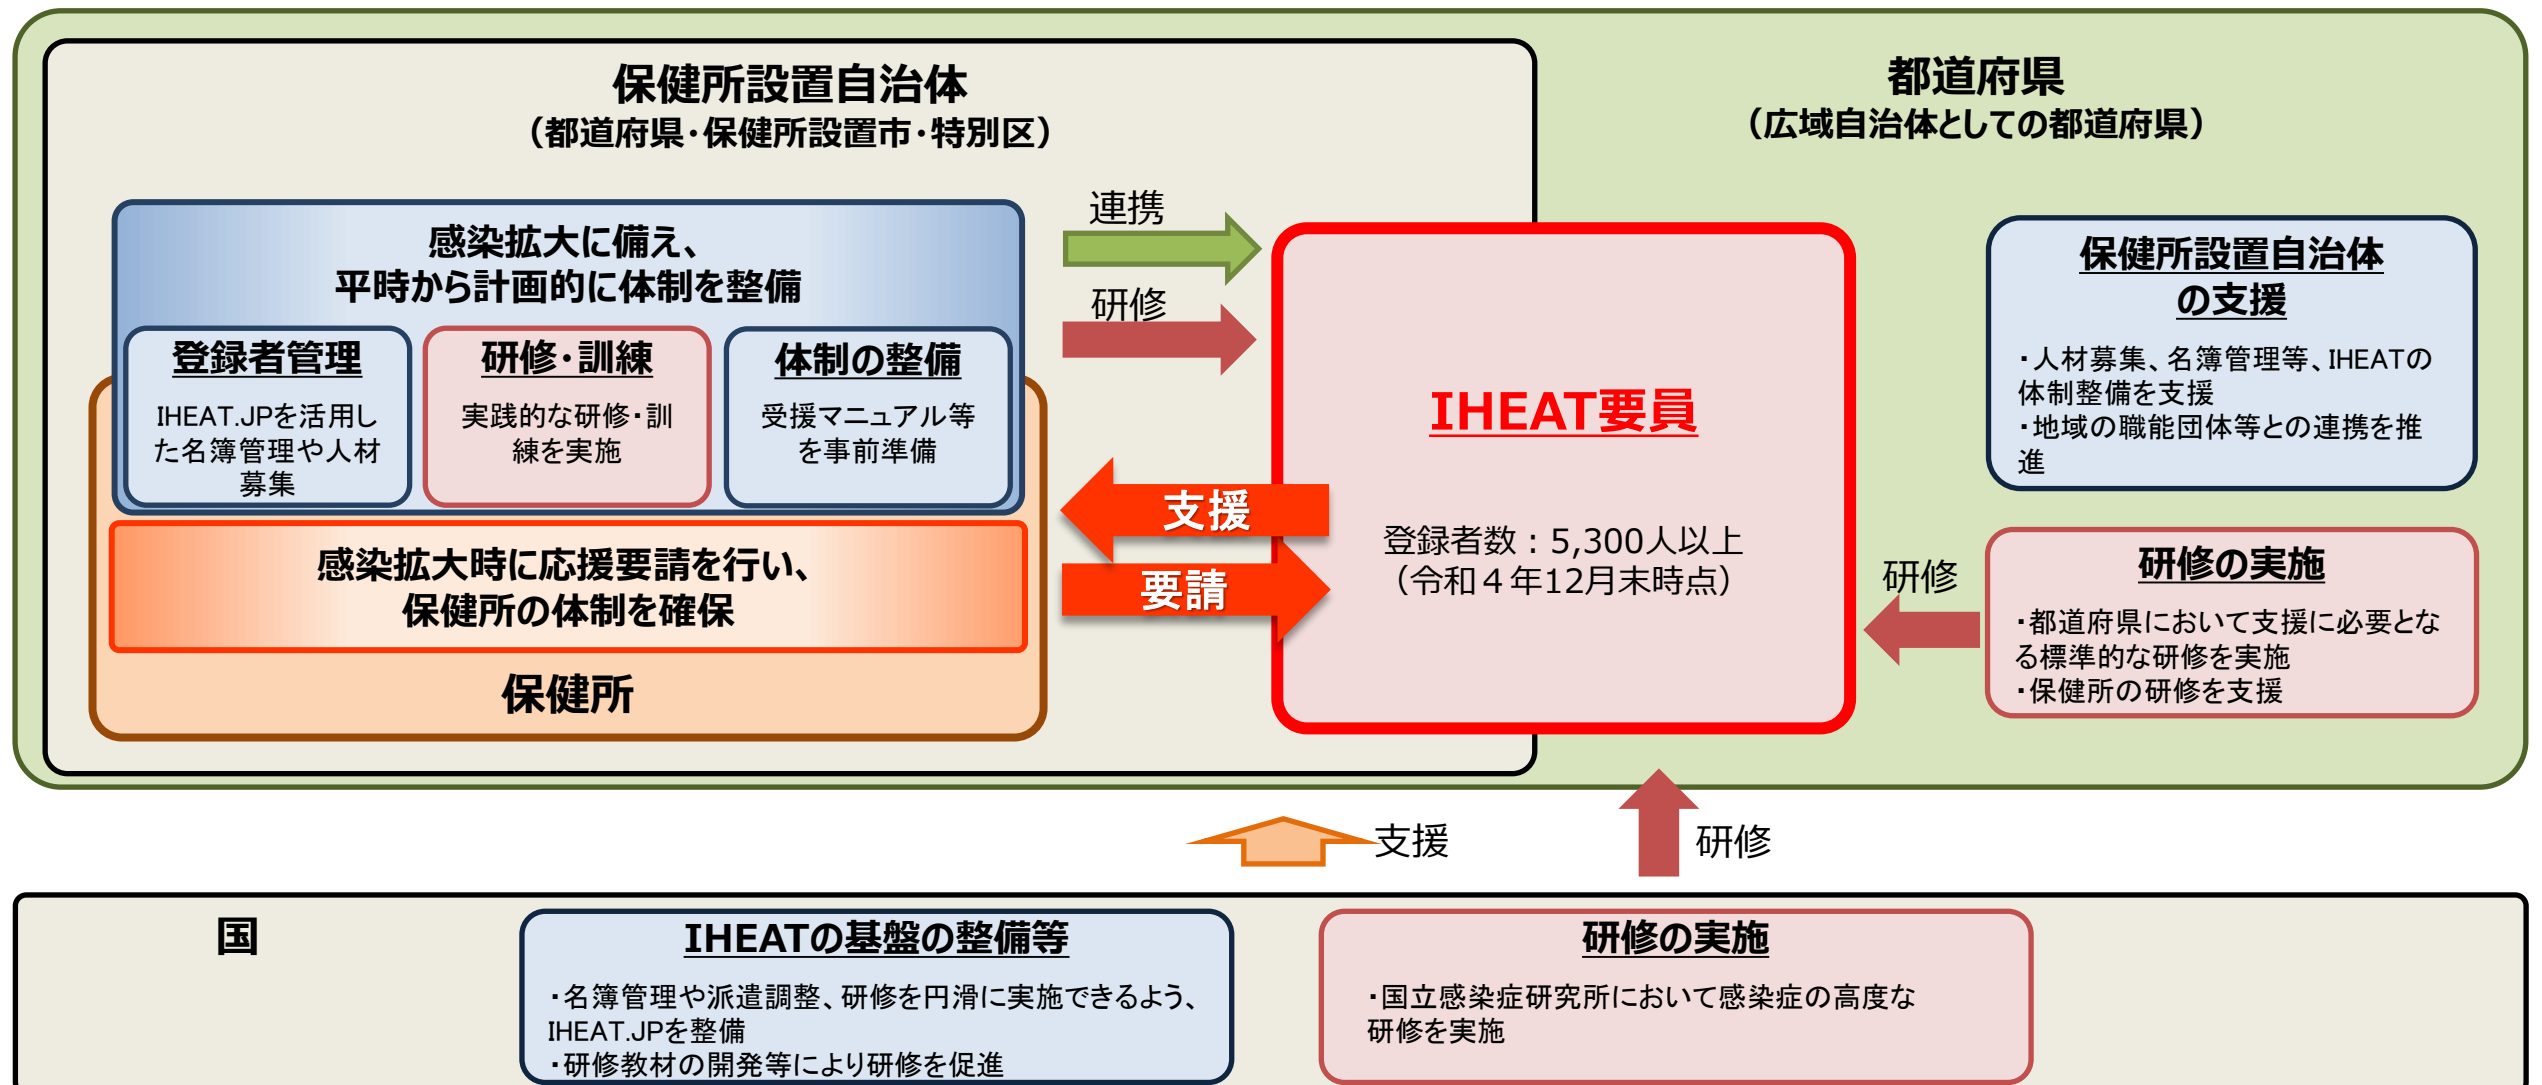 保健所設置自治体
（都道府県・保健所設置市・特別区）
都道府県
（広域自治体としての都道府県）
感染拡大に備え、
平時から計画的に体制を整備
登録者管理
IHEAT.JPを活用し
た名簿管理や人材
募集
研修・訓練
実践的な研修・訓
練を実施
体制の整備
受援マニュアル等
を事前準備
感染拡大時に応援要請を行い、
保健所の体制を確保
保健所
連携
研修
支援
要請
IHEAT要員
登録者数：5,300人以上
（令和４年12月末時点）
保健所設置自治体
の支援
・人材募集、名簿管理等、IHEATの
体制整備を支援
・地域の職能団体等との連携を推
進
研修
研修の実施
・都道府県において支援に必要とな
る標準的な研修を実施
・保健所の研修を支援
支援
研修
国
IHEATの基盤の整備等
・名簿管理や派遣調整、研修を円滑に実施できるよう、
IHEAT.JPを整備
・研修教材の開発等により研修を促進
研修の実施
・国立感染症研究所において感染症の高度な
研修を実施